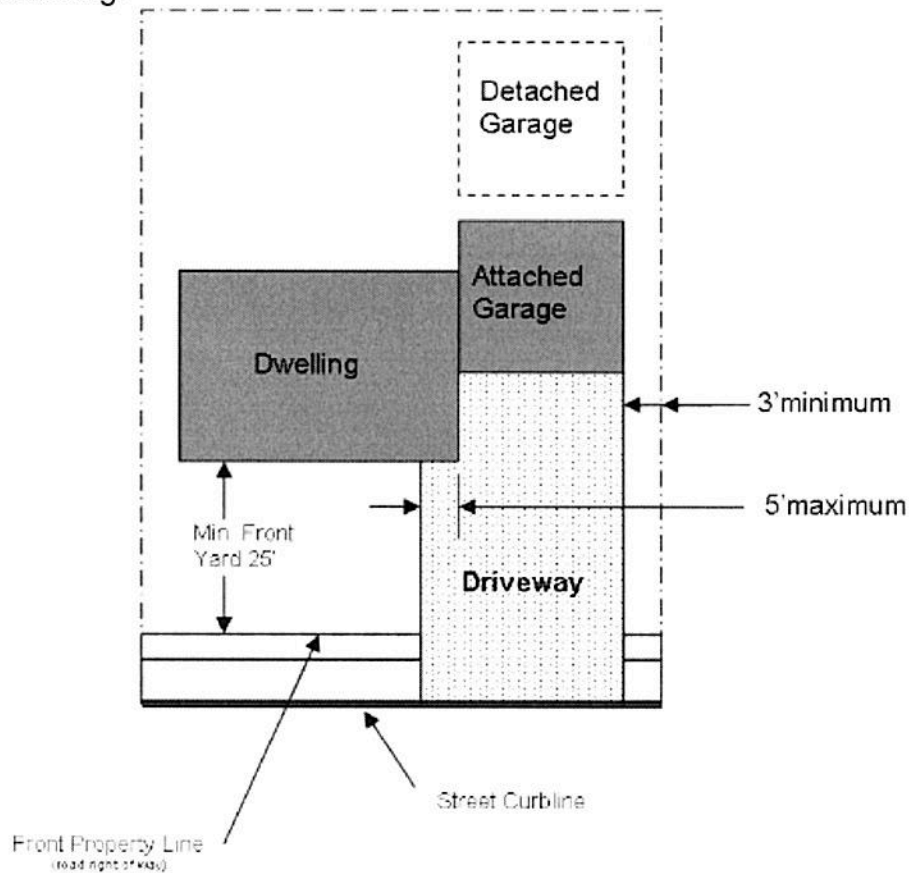 Detached
Garage
Attached
Garage
Dwelling
3'minimum
5'maximum
Min. Front
Yard 25'
Driveway
Street Curbline
Front Property Line
(road right of way)